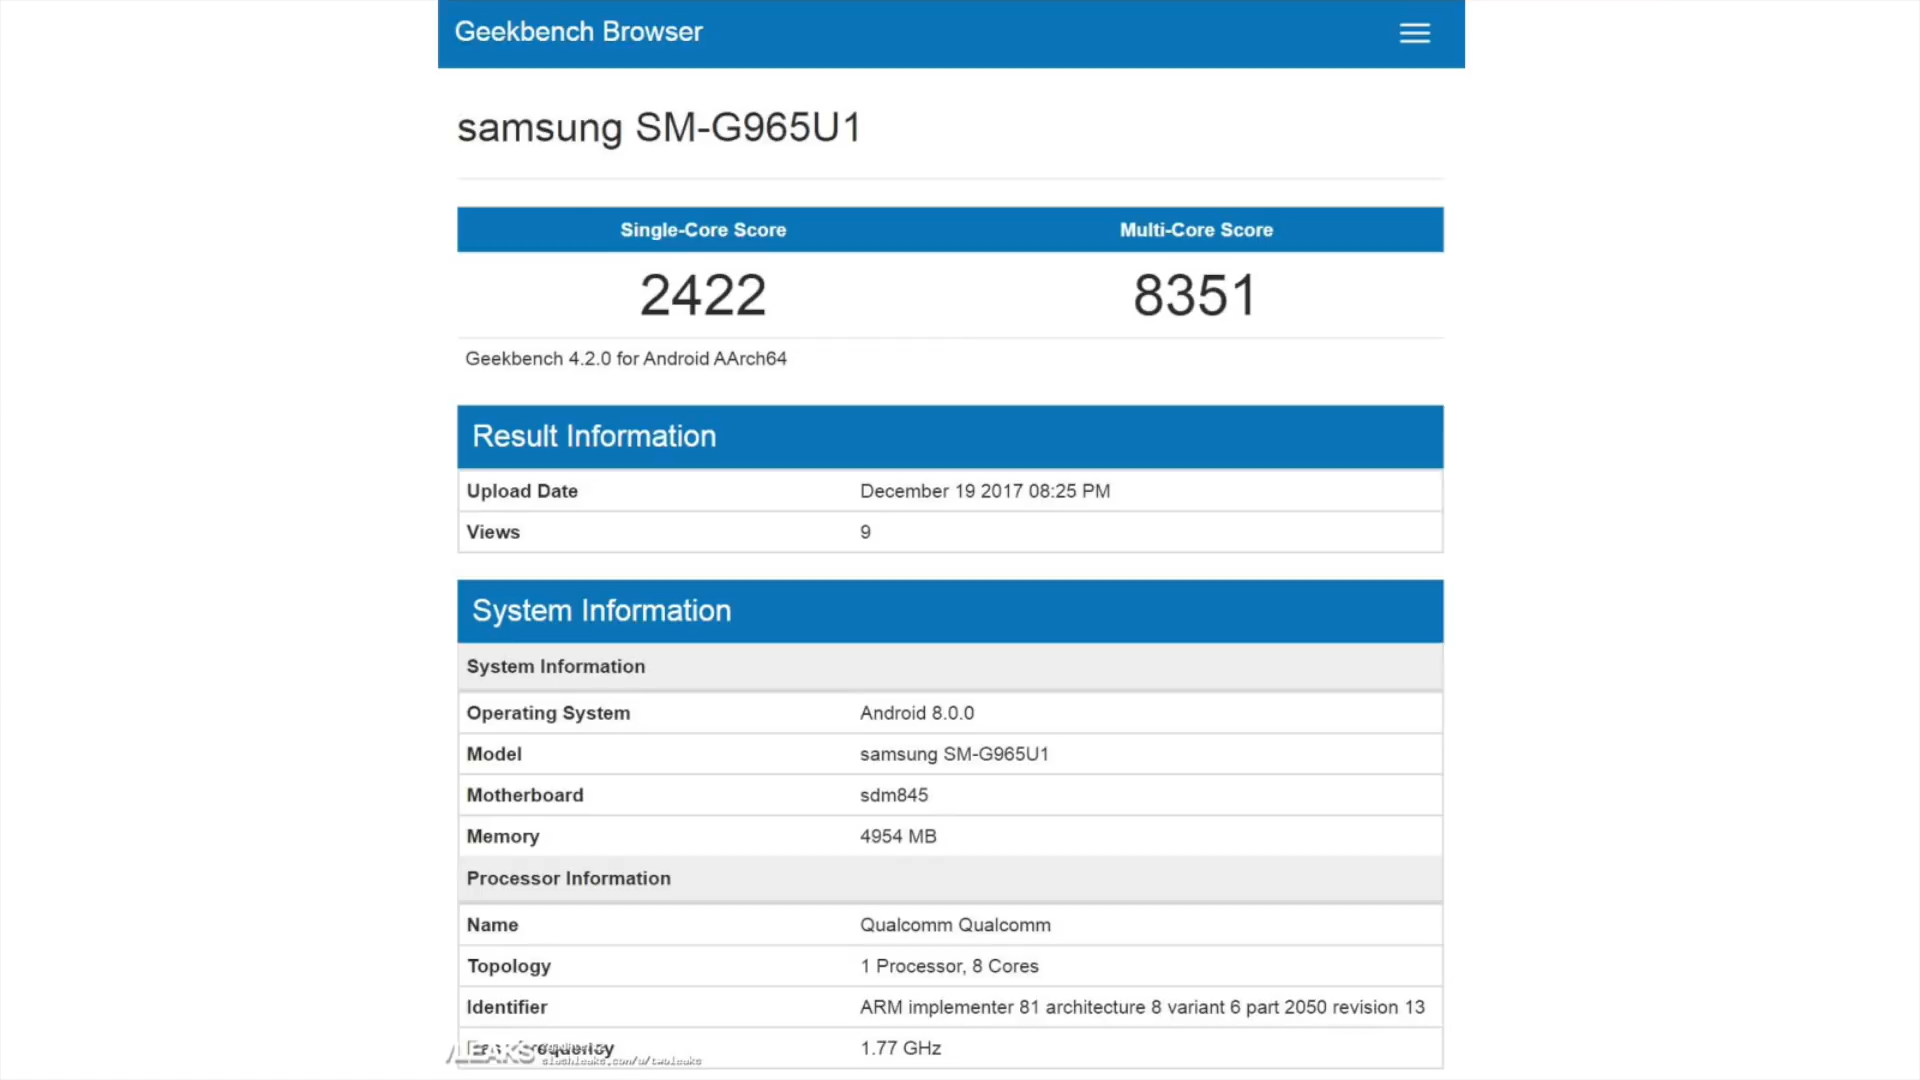 Geekbench Browser
samsung SM-G965U1
Single-Core Score Multi-Core Score
2422 8351
Geekbench 4.2.0 for Android AArch64
Result Information
Upload Date December 19 2017 08:25 PM
Views 9
System Information
System Information
Operating System Android 8.0.0
Model samsung SM-G965U1
Motherboard sdm845
Memory 4954 MB
Processor Information
Name Qualcomm Qualcomm
Topology 1 Processor, 8 Cores
Identifier ARM implementer 81 architecture 8 variant 6 part 2050 revision 13
1.77 GHz
/LEAKS
slashleaks.com/u/twoleaks